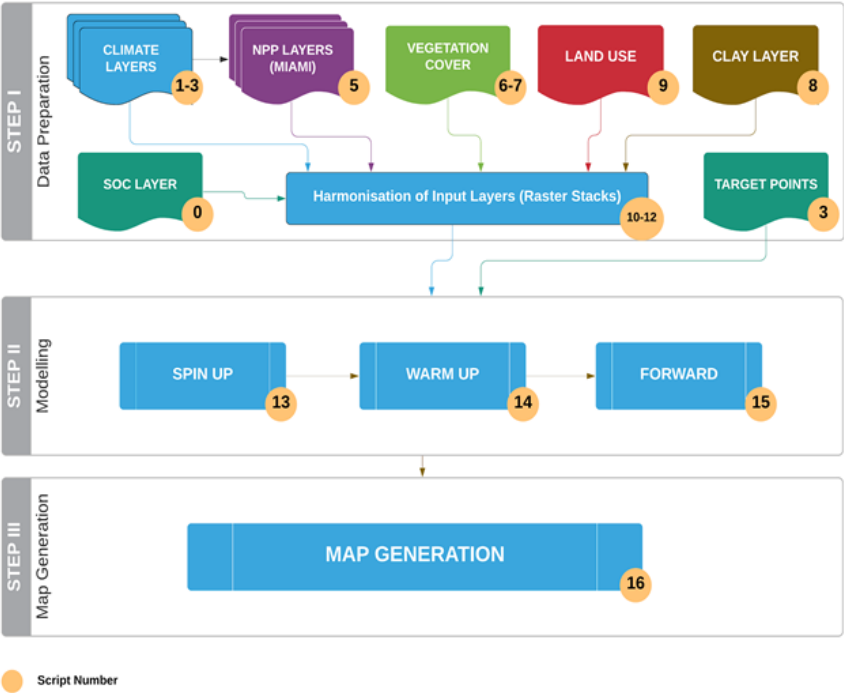 STEP I
Data Preparation
CLIMATE
LAYERS
1-3
NPP LAYERS
(MIAMI)
5
VEGETATION
COVER
6-7
LAND USE
9
CLAY LAYER
8
SOC LAYER
0
Harmonisation of Input Layers (Raster Stacks)
10-12
TARGET POINTS
3
STEP II
Modelling
SPIN UP
13
WARM UP
14
FORWARD
15
STEP III
Map Generation
MAP GENERATION
16
Script Number